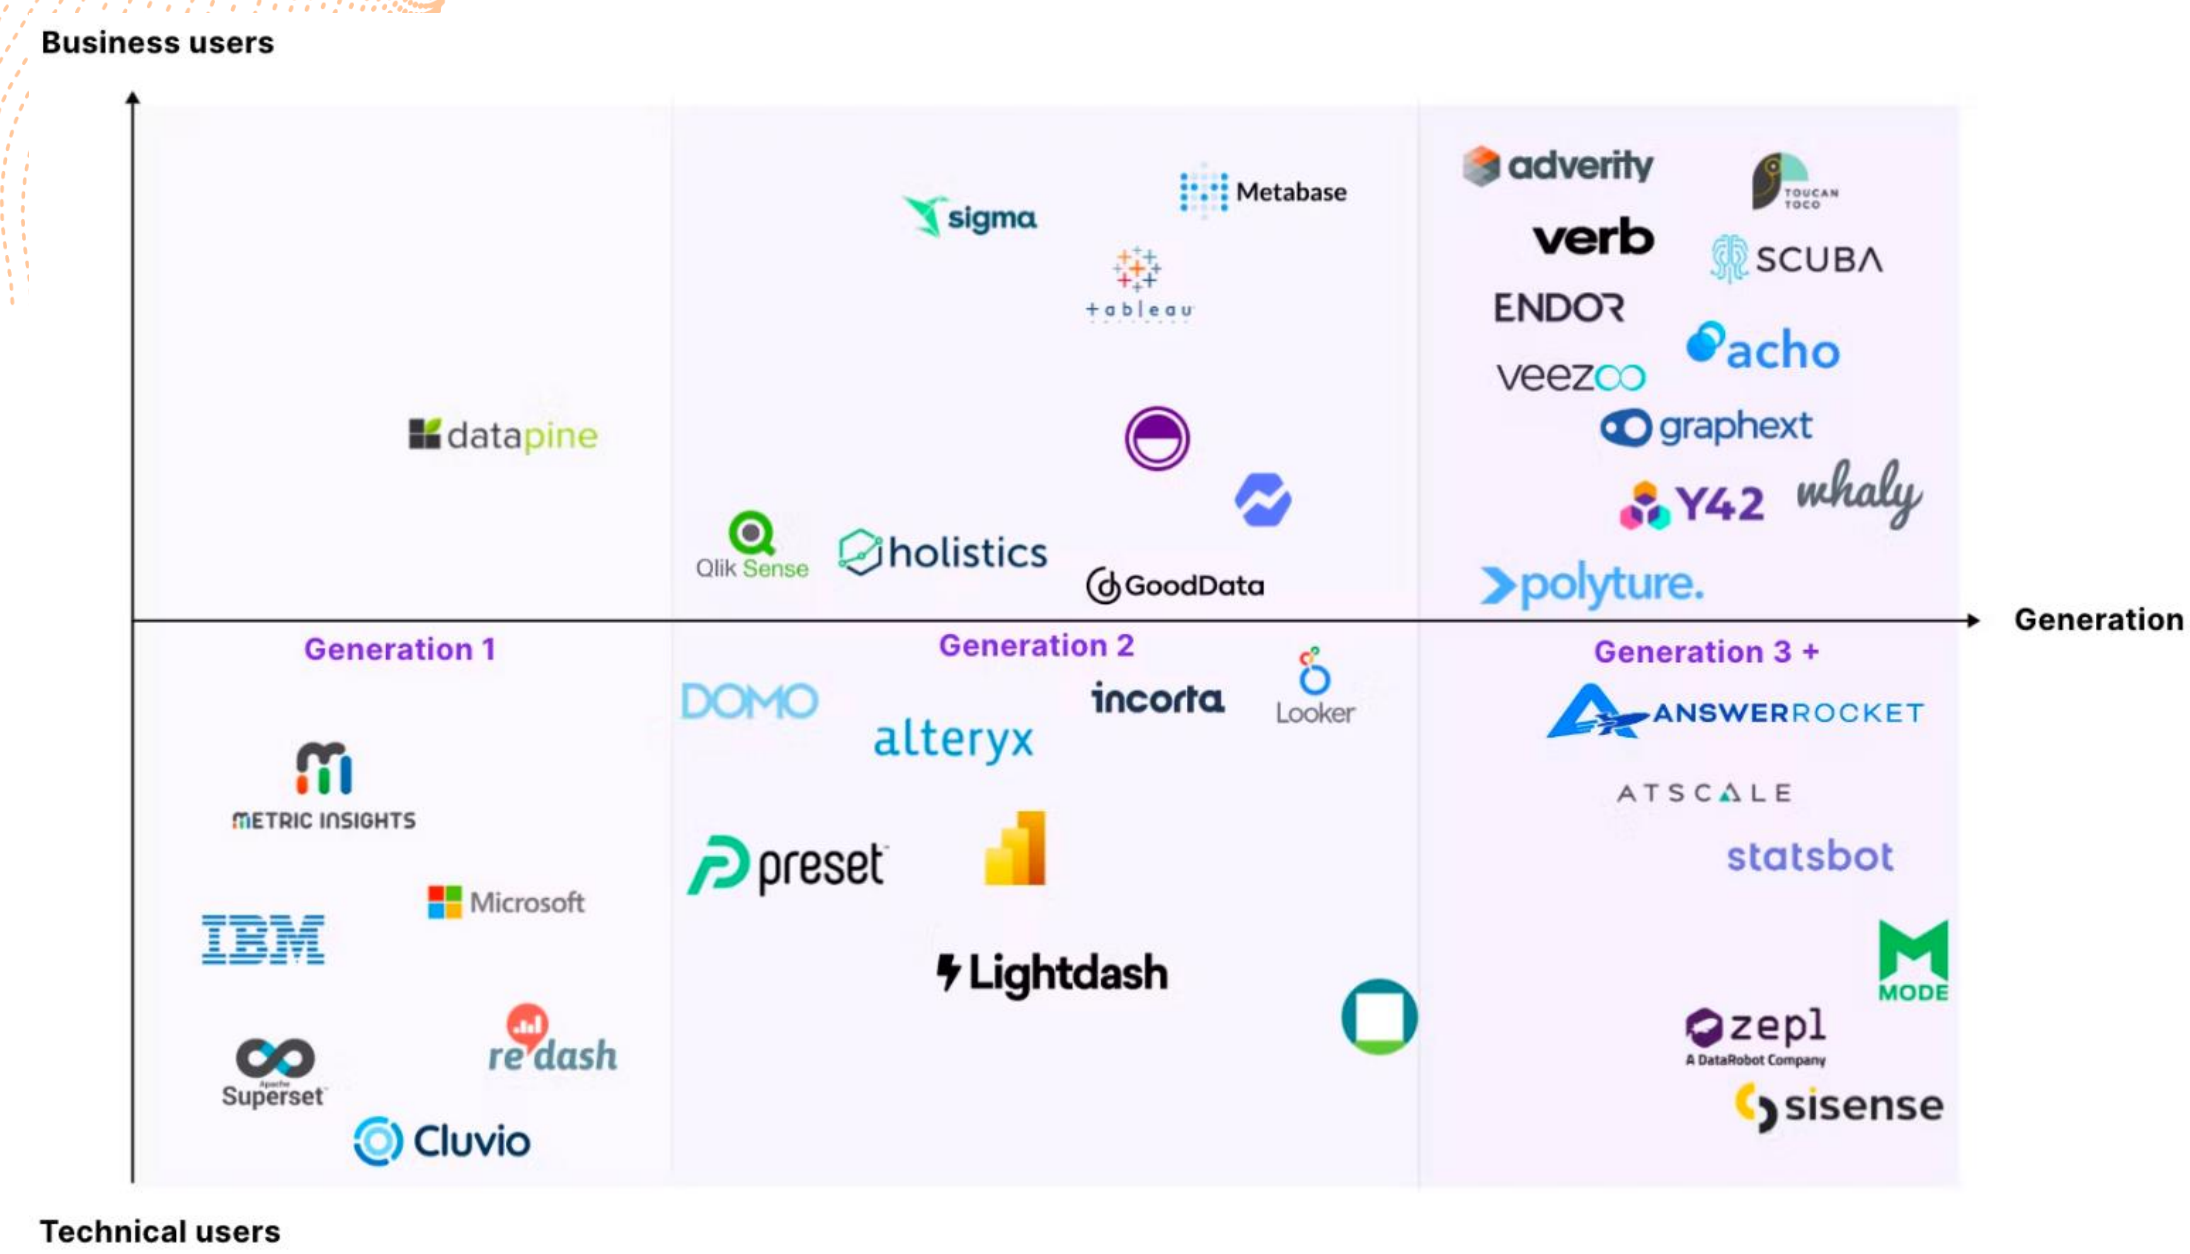 Business users
adverity
TOUCAN
TOCO
Metabase
sigma
verb
SCUBA
+ableau
ENDOR
acho
veezoo
datapine
graphext
Y42
whaly
Qlik Sense
holistics
GoodData
polyture.
Generation
Generation 1
Generation 2
Generation 3 +
DOMO
incorta
Looker
ANSWERROCKET
alteryx
METRIC INSIGHTS
ATSCALE
preset
statsbot
Microsoft
IBM
Lightdash
MODE
redash
zepl
A DataRobot Company
Apache
Superset
sisense
Cluvio
Technical users